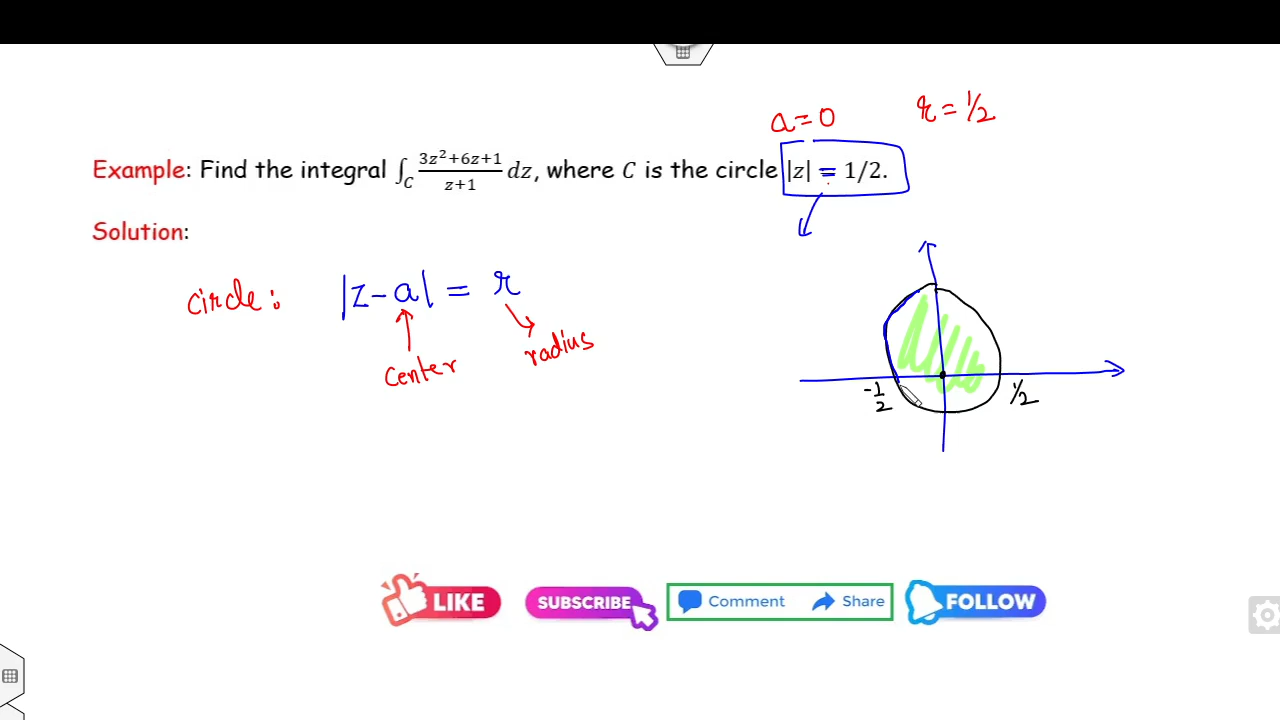 a = 0 r = 1/2
Example: Find the integral ∫_C (3z²+6z+1)/(z+1) dz, where C is the circle |z| = 1/2.
Solution:
circle: |z - a| = r
center radius
-1/2 1/2
LIKE SUBSCRIBE Comment Share FOLLOW